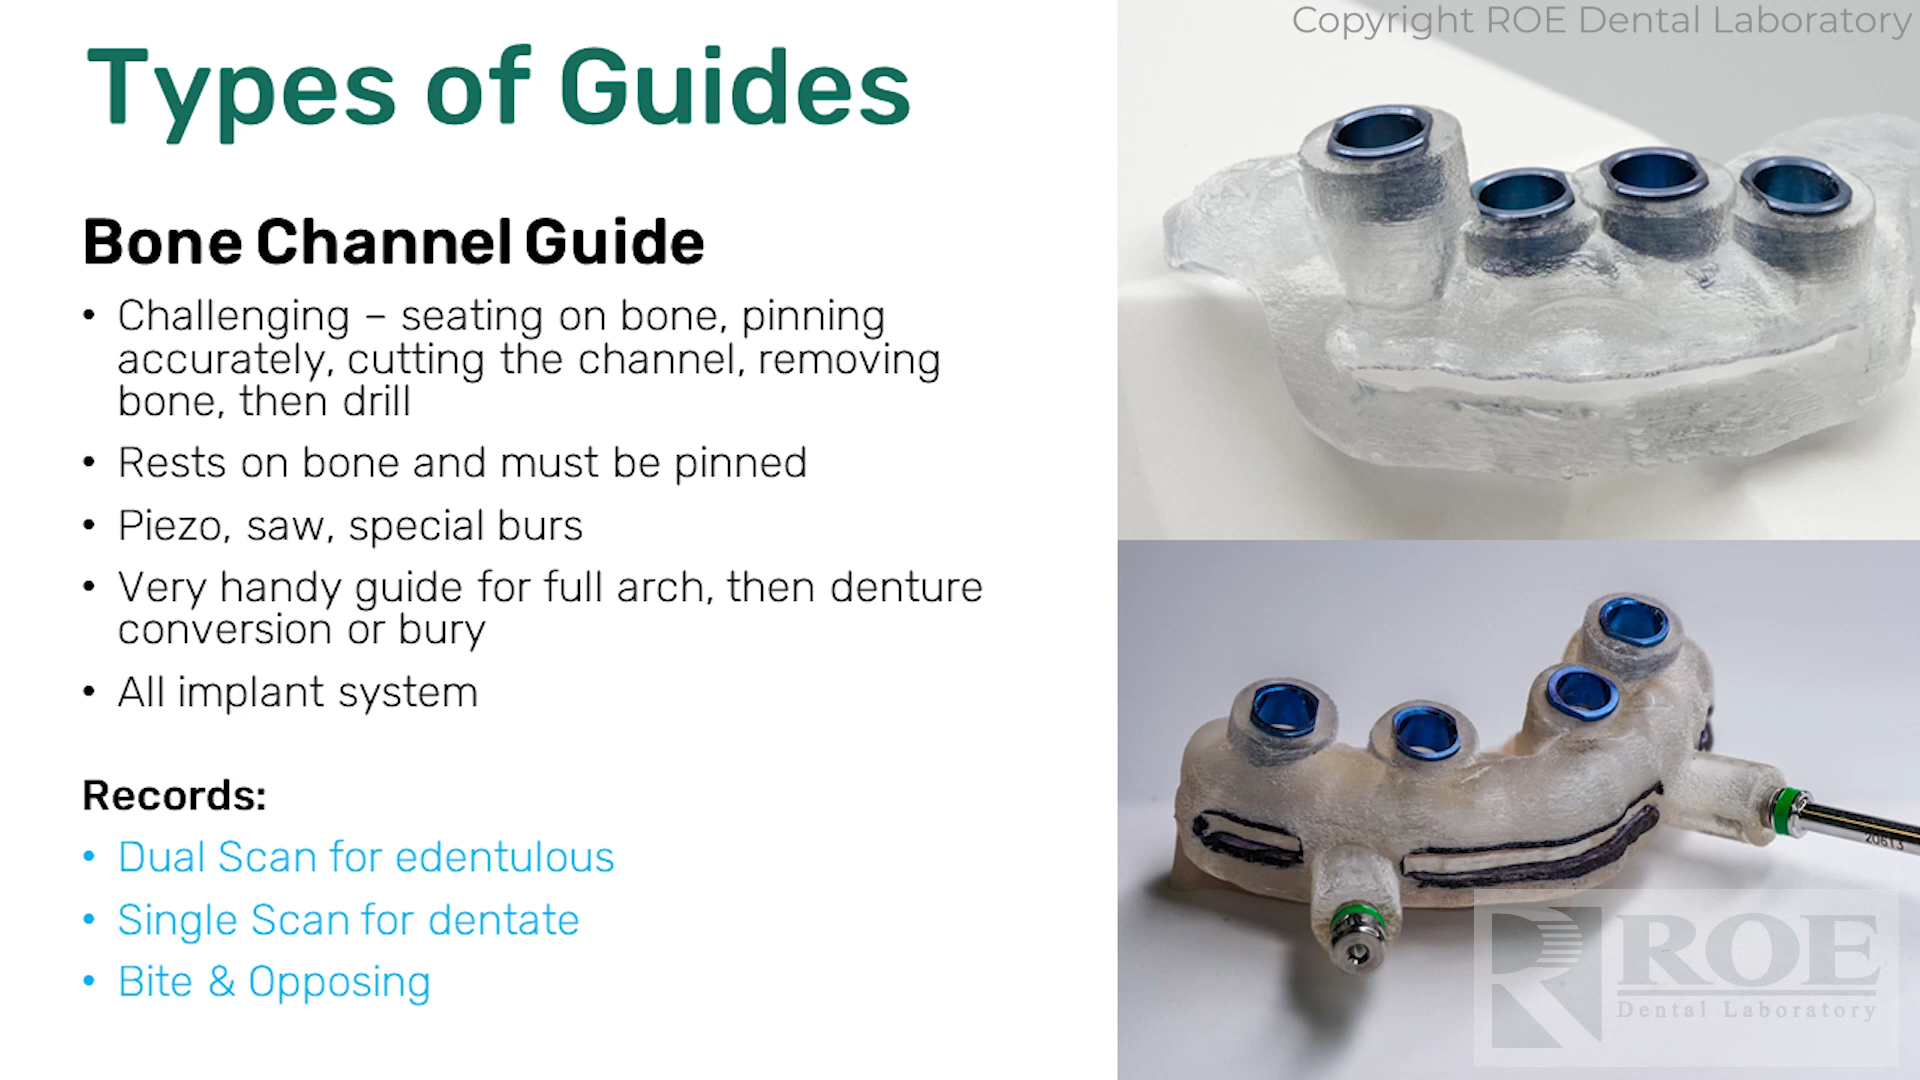 Copyright ROE Dental Laboratory
Types of Guides
Bone Channel Guide
• Challenging – seating on bone, pinning
accurately, cutting the channel, removing
bone, then drill
• Rests on bone and must be pinned
• Piezo, saw, special burs
• Very handy guide for full arch, then denture
conversion or bury
• All implant system
Records:
• Dual Scan for edentulous
• Single Scan for dentate
• Bite & Opposing
20613
ROE
Dental Laboratory